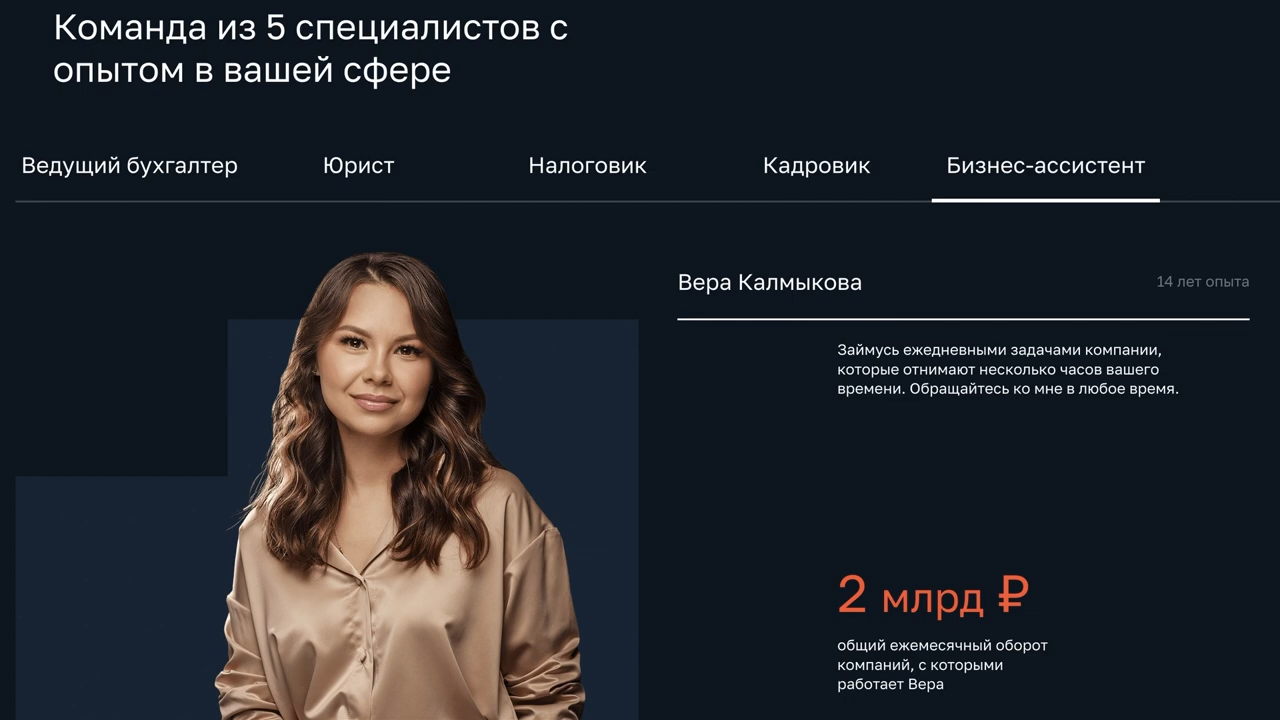 Команда из 5 специалистов с
опытом в вашей сфере
Ведущий бухгалтер
Юрист
Налоговик
Кадровик
Бизнес-ассистент
Вера Калмыкова
14 лет опыта
Займусь ежедневными задачами компании,
которые отнимают несколько часов вашего
времени. Обращайтесь ко мне в любое время.
2 млрд ₽
общий ежемесячный оборот
компаний, с которыми
работает Вера